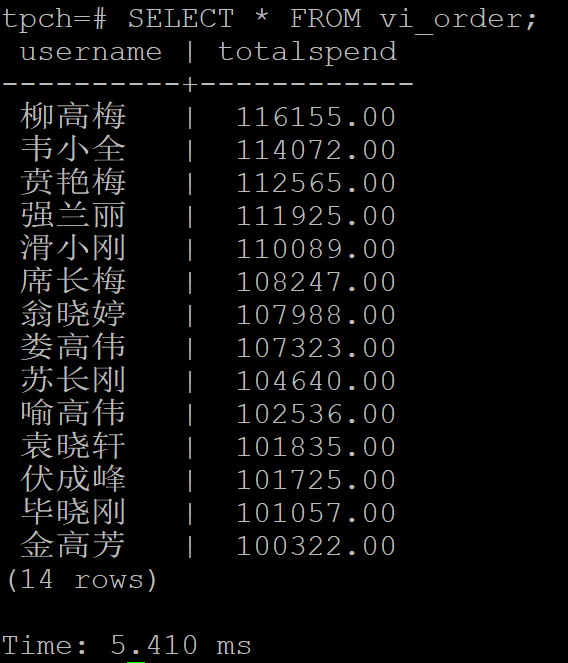 tpch=# SELECT * FROM vi_order;
 username | totalspend
----------+------------
 柳高梅   |  116155.00
 韦小全   |  114072.00
 贲艳梅   |  112565.00
 强兰丽   |  111925.00
 滑小刚   |  110089.00
 席长梅   |  108247.00
 翁晓婷   |  107988.00
 娄高伟   |  107323.00
 苏长刚   |  104640.00
 喻高伟   |  102536.00
 袁晓轩   |  101835.00
 伏成峰   |  101725.00
 毕晓刚   |  101057.00
 金高芳   |  100322.00
(14 rows)
Time: 5.410 ms